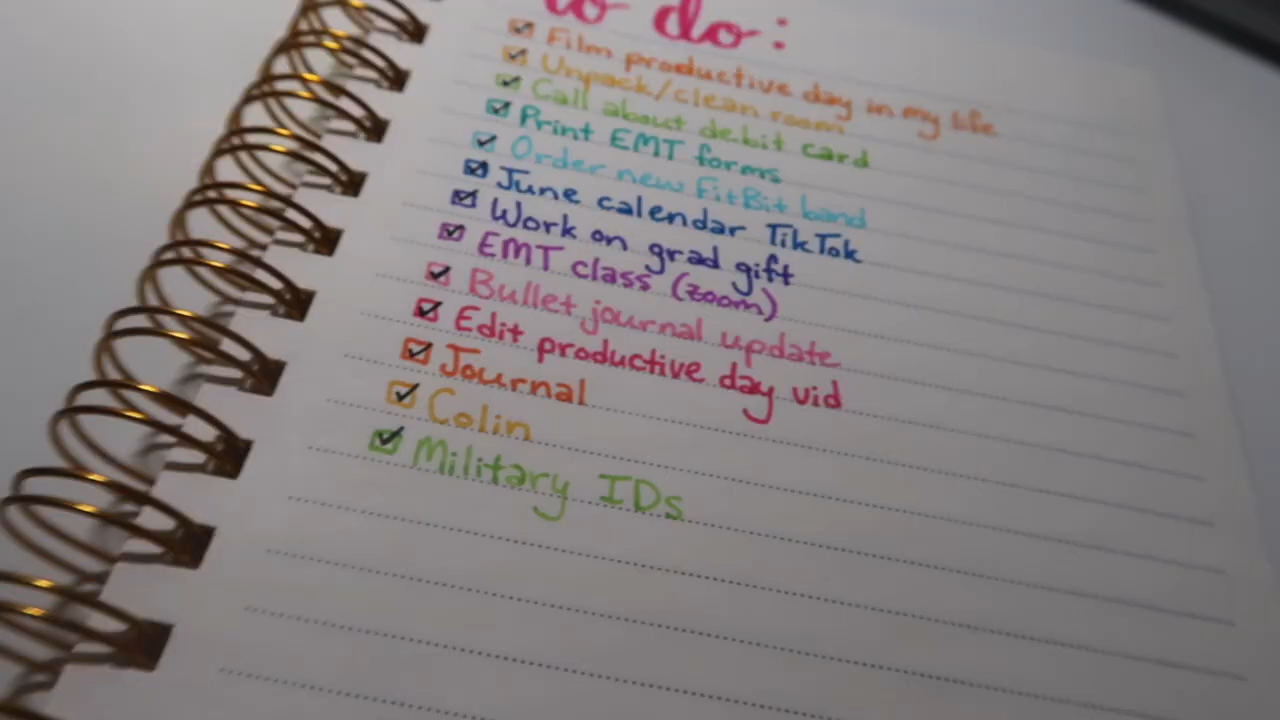 to do:
Film productive day in my life
Unpack/clean room
Call about debit card
Print EMT forms
Order new FitBit band
June calendar TikTok
Work on grad gift
EMT class (zoom)
Bullet journal update
Edit productive day vid
Journal
Colin
Military IDs